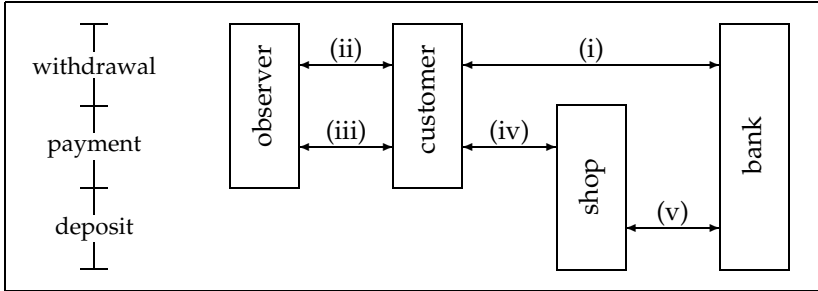 withdrawal
payment
deposit
observer
customer
shop
bank
(ii)
(i)
(iii)
(iv)
(v)